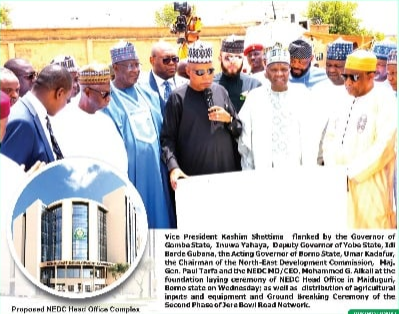 Vice President Kashim Shettima flanked by the Governor of
Gombe State, Inuwa Yahaya, Deputy Governor of Yobe State, Idi
Barde Gubana, the Acting Governor of Borno State, Umar Kadafur,
the Chairman of the North-East Development Commission, Maj.
Gen. Paul Tarfa and the NEDC MD/CEO, Mohammed G. Alkali at the
foundation laying ceremony of NEDC Head Office in Maiduguri,
Borno state on Wednesday; as well as distribution of agricultural
inputs and equipment and Ground Breaking Ceremony of the
Second Phase of Jere Bowl Road Network.
Proposed NEDC Head Office Complex